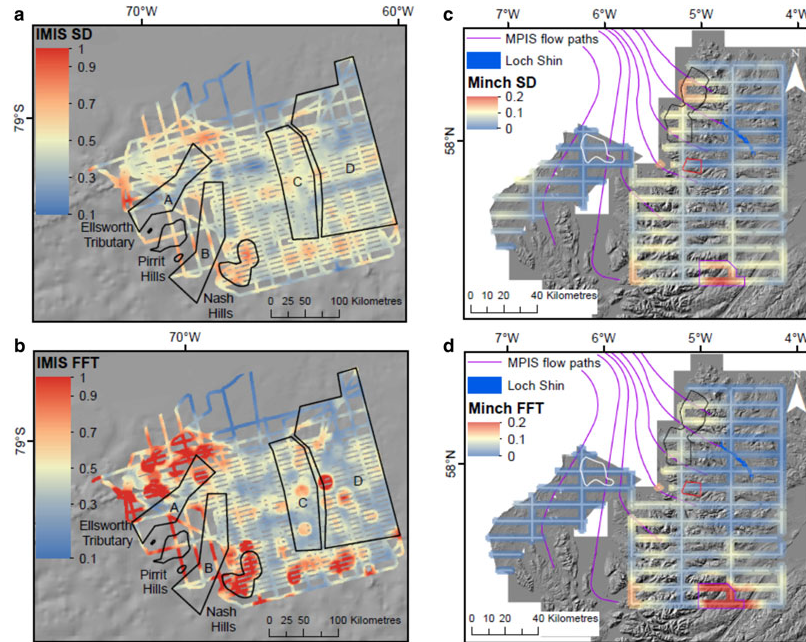 a
70°W
60°W
IMIS SD
1
0.9
0.7
0.5
0.3
0.1
79°S
A
B
C
D
Ellsworth
Tributary
Pirrit
Hills
Nash
Hills
0 25 50 100 Kilometres
b
70°W
IMIS FFT
1
0.9
0.7
0.5
0.3
0.1
79°S
A
B
C
D
Ellsworth
Tributary
Pirrit
Hills
Nash
Hills
0 25 50 100 Kilometres
c
7°W
6°W
5°W
4°W
MPIS flow paths
Loch Shin
Minch SD
0.2
0.1
0
N
58°N
0 10 20 40 Kilometres
d
7°W
6°W
5°W
4°W
MPIS flow paths
Loch Shin
Minch FFT
0.2
0.1
0
N
58°N
0 10 20 40 Kilometres